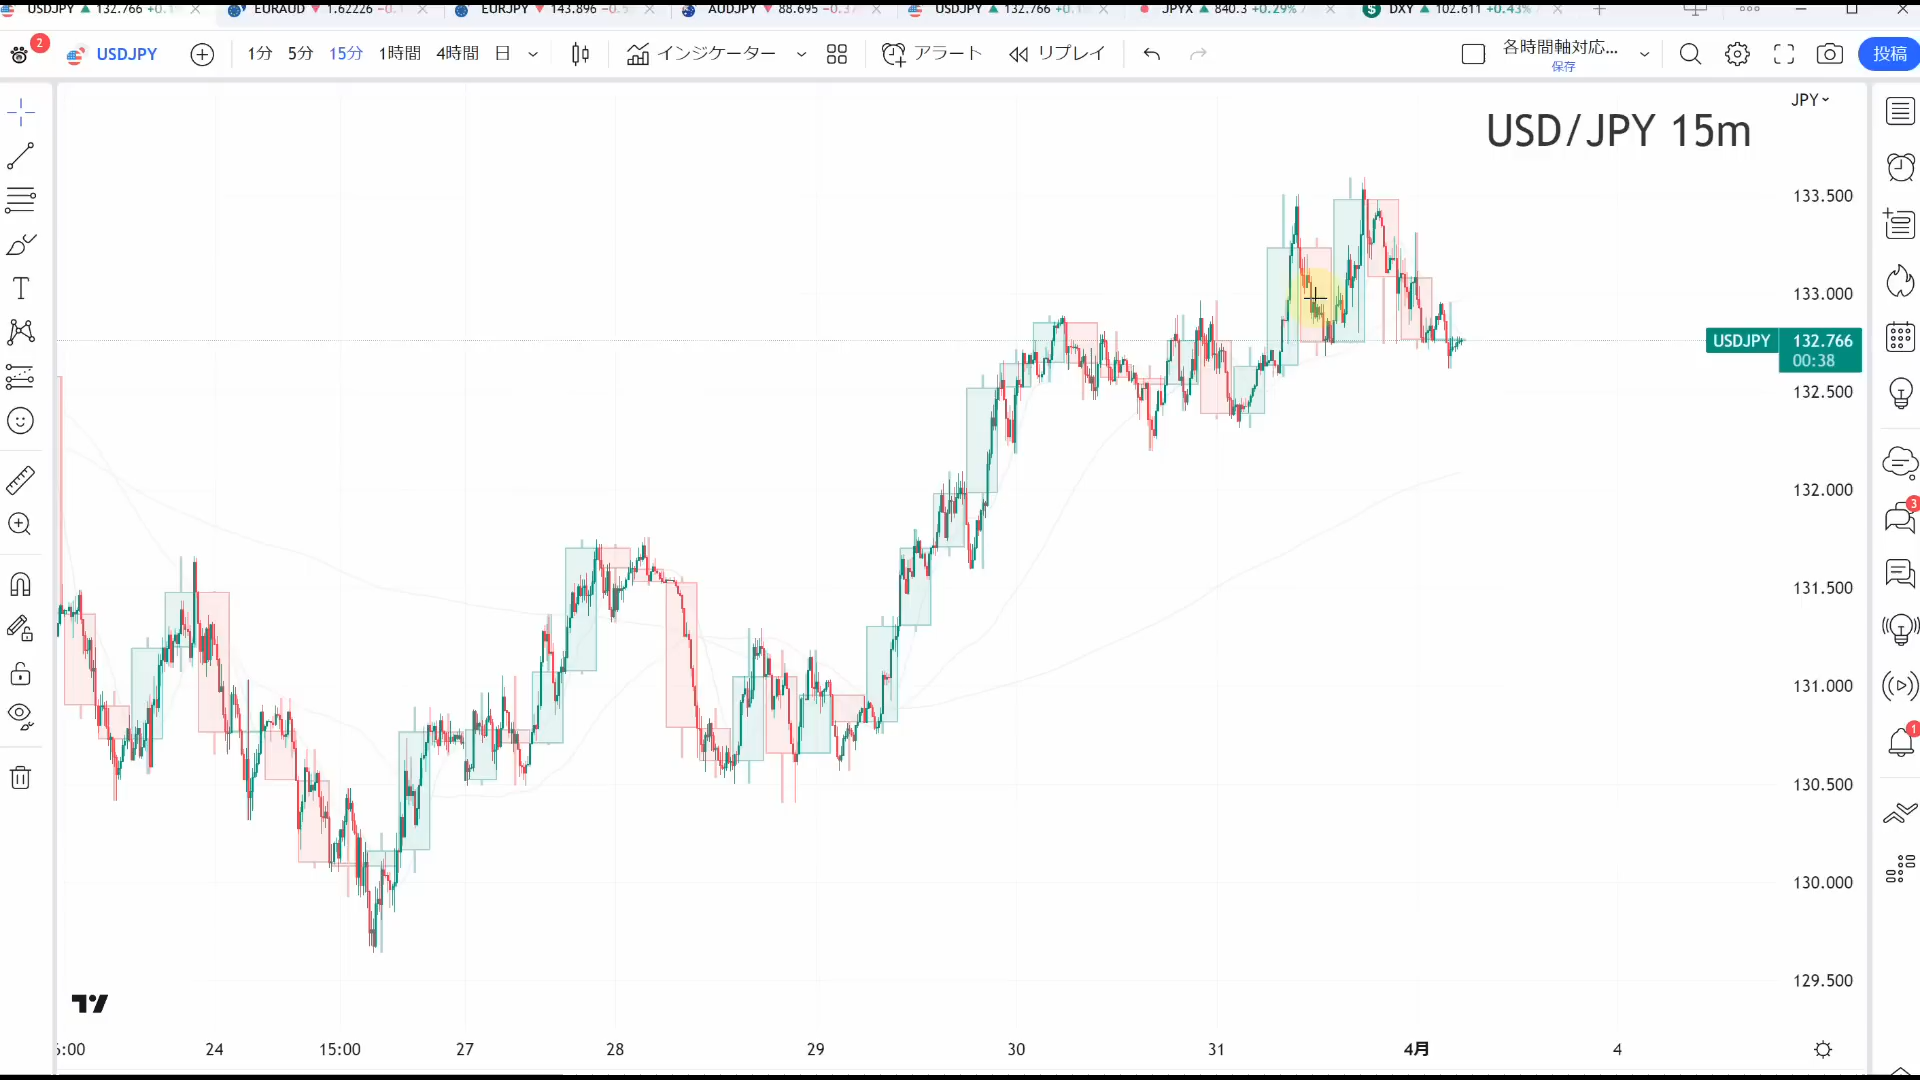 USDJPY 132.766 EURAUD 1.62226 EURJPY 143.896 AUDJPY 88.695 USDJPY 132.766 JPYX 840.3 +0.29% DXY 102.611 +0.43%
2 USDJPY 1分 5分 15分 1時間 4時間 日 インジケーター アラート リプレイ 各時間軸対応... 投稿
保存
JPY
USD/JPY 15m
133.500
133.000
USDJPY 132.766
00:38
132.500
132.000
131.500
131.000
130.500
130.000
129.500
3
1
T
6:00 24 15:00 27 28 29 30 31 4月 4